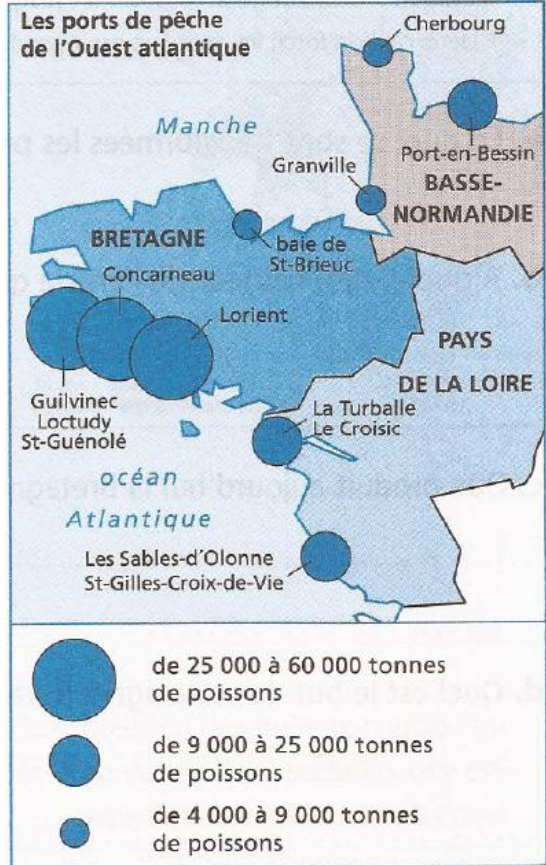 Les ports de pêche
de l'Ouest atlantique
Cherbourg
Manche
Port-en-Bessin
Granville
BASSE-
NORMANDIE
BRETAGNE
baie de
St-Brieuc
Concarneau
Lorient
PAYS
DE LA LOIRE
Guilvinec
Loctudy
St-Guénolé
La Turballe
Le Croisic
océan
Atlantique
Les Sables-d'Olonne
St-Gilles-Croix-de-Vie
de 25 000 à 60 000 tonnes
de poissons
de 9 000 à 25 000 tonnes
de poissons
de 4 000 à 9 000 tonnes
de poissons